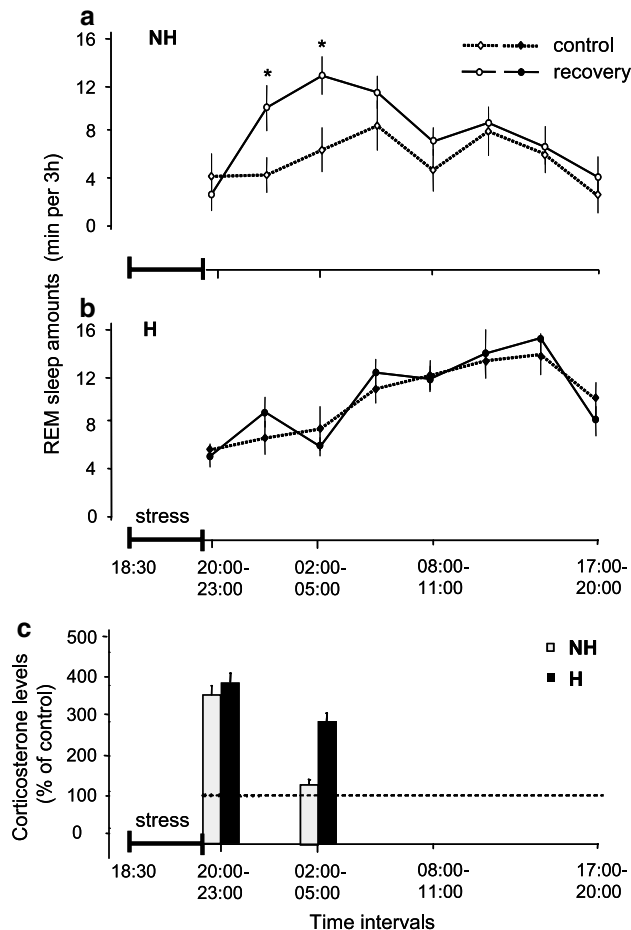 a
16
NH
*
*
control
recovery
12
8
4
0
REM sleep amounts (min per 3h)
b
16
H
12
8
4
0
stress
18:30
20:00-
23:00
02:00-
05:00
08:00-
11:00
17:00-
20:00
c
500
NH
H
400
300
200
100
0
Corticosterone levels
(% of control)
stress
18:30
20:00-
23:00
02:00-
05:00
08:00-
11:00
17:00-
20:00
Time intervals